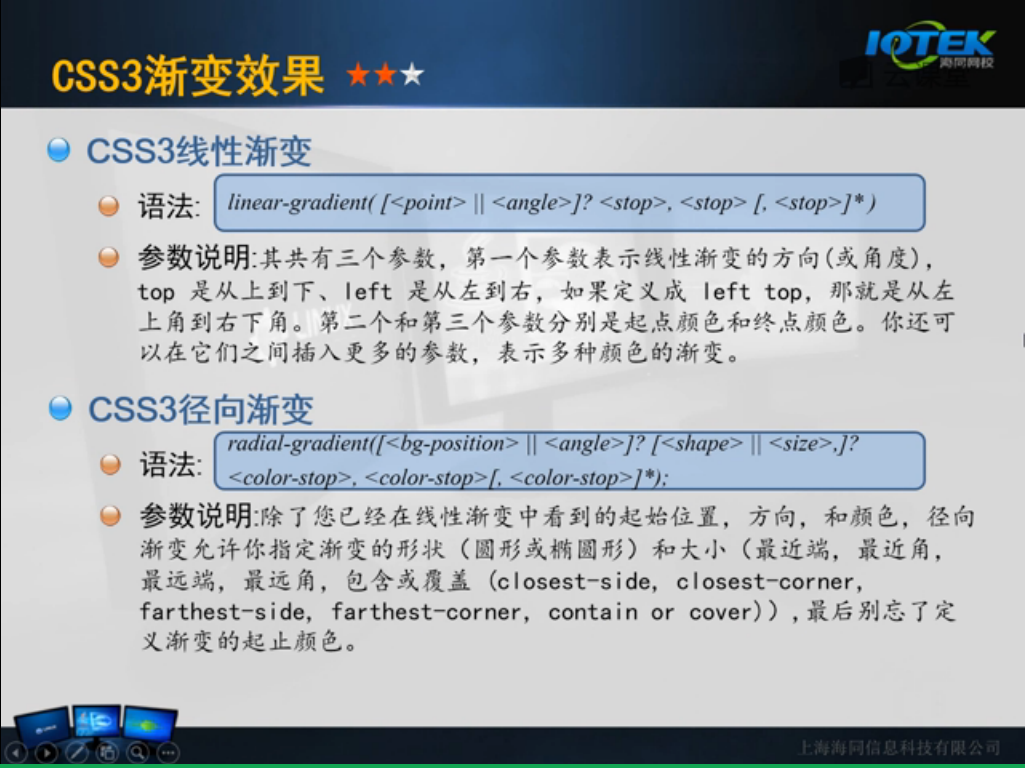 CSS3渐变效果
IOTEK
海同网校
云课堂
CSS3线性渐变
语法: linear-gradient( [<point> || <angle>]? <stop>, <stop> [, <stop>]* )
参数说明:其共有三个参数，第一个参数表示线性渐变的方向(或角度)，
top 是从上到下、left 是从左到右，如果定义成 left top，那就是从左
上角到右下角。第二个和第三个参数分别是起点颜色和终点颜色。你还可
以在它们之间插入更多的参数，表示多种颜色的渐变。
CSS3径向渐变
语法: radial-gradient([<bg-position> || <angle>]? [<shape> || <size>,]?
<color-stop>, <color-stop>[, <color-stop>]*);
参数说明:除了您已经在线性渐变中看到的起始位置，方向，和颜色，径向
渐变允许你指定渐变的形状（圆形或椭圆形）和大小（最近端，最近角，
最远端，最远角，包含或覆盖 (closest-side, closest-corner,
farthest-side, farthest-corner, contain or cover)）,最后别忘了定
义渐变的起止颜色。
上海海同信息科技有限公司